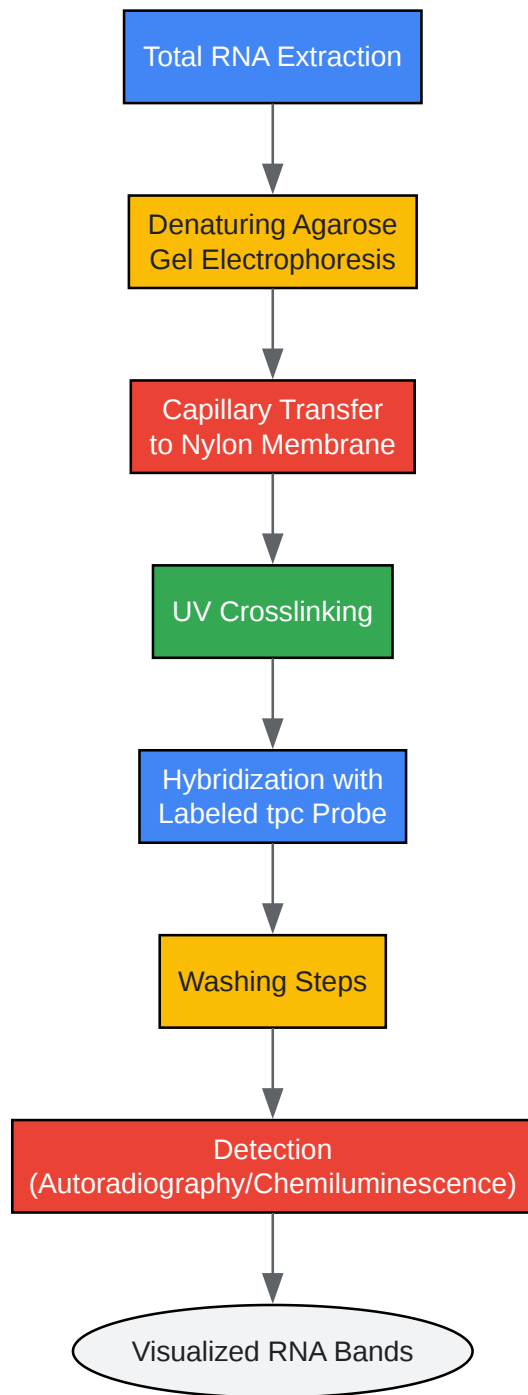 Total RNA Extraction
Denaturing Agarose
Gel Electrophoresis
Capillary Transfer
to Nylon Membrane
UV Crosslinking
Hybridization with
Labeled tpc Probe
Washing Steps
Detection
(Autoradiography/Chemiluminescence)
Visualized RNA Bands